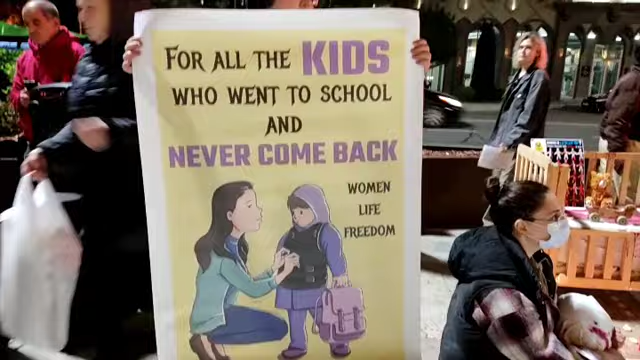 FOR ALL THE KIDS
WHO WENT TO SCHOOL
AND
NEVER COME BACK
WOMEN
LIFE
FREEDOM